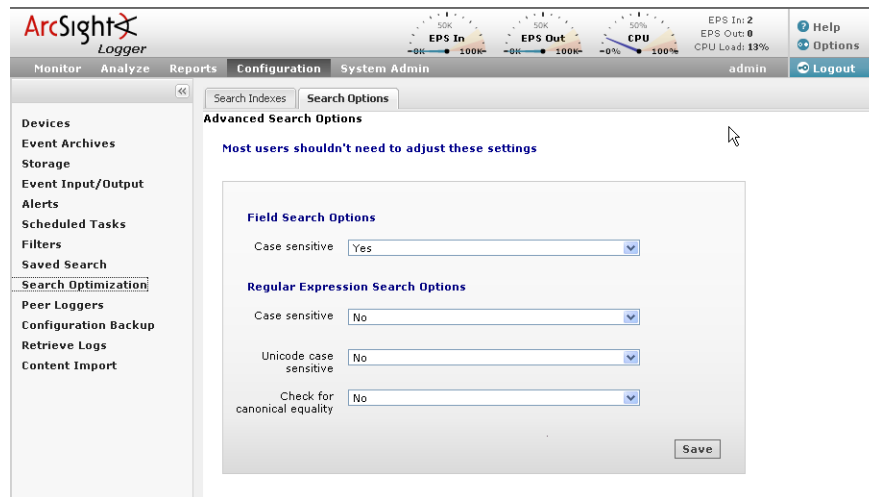 ArcSight
Logger
50K
EPS In
0K
100K
50K
EPS Out
0K
100K
50%
CPU
0%
100%
EPS In: 2
EPS Out: 0
CPU Load: 13%
Help
Options
Monitor Analyze Reports Configuration System Admin
admin
Logout
Search Indexes
Search Options
Devices
Event Archives
Storage
Event Input/Output
Alerts
Scheduled Tasks
Filters
Saved Search
Search Optimization
Peer Loggers
Configuration Backup
Retrieve Logs
Content Import
Advanced Search Options
Most users shouldn't need to adjust these settings
Field Search Options
Case sensitive Yes
Regular Expression Search Options
Case sensitive No
Unicode case
sensitive
No
Check for
canonical equality
No
Save